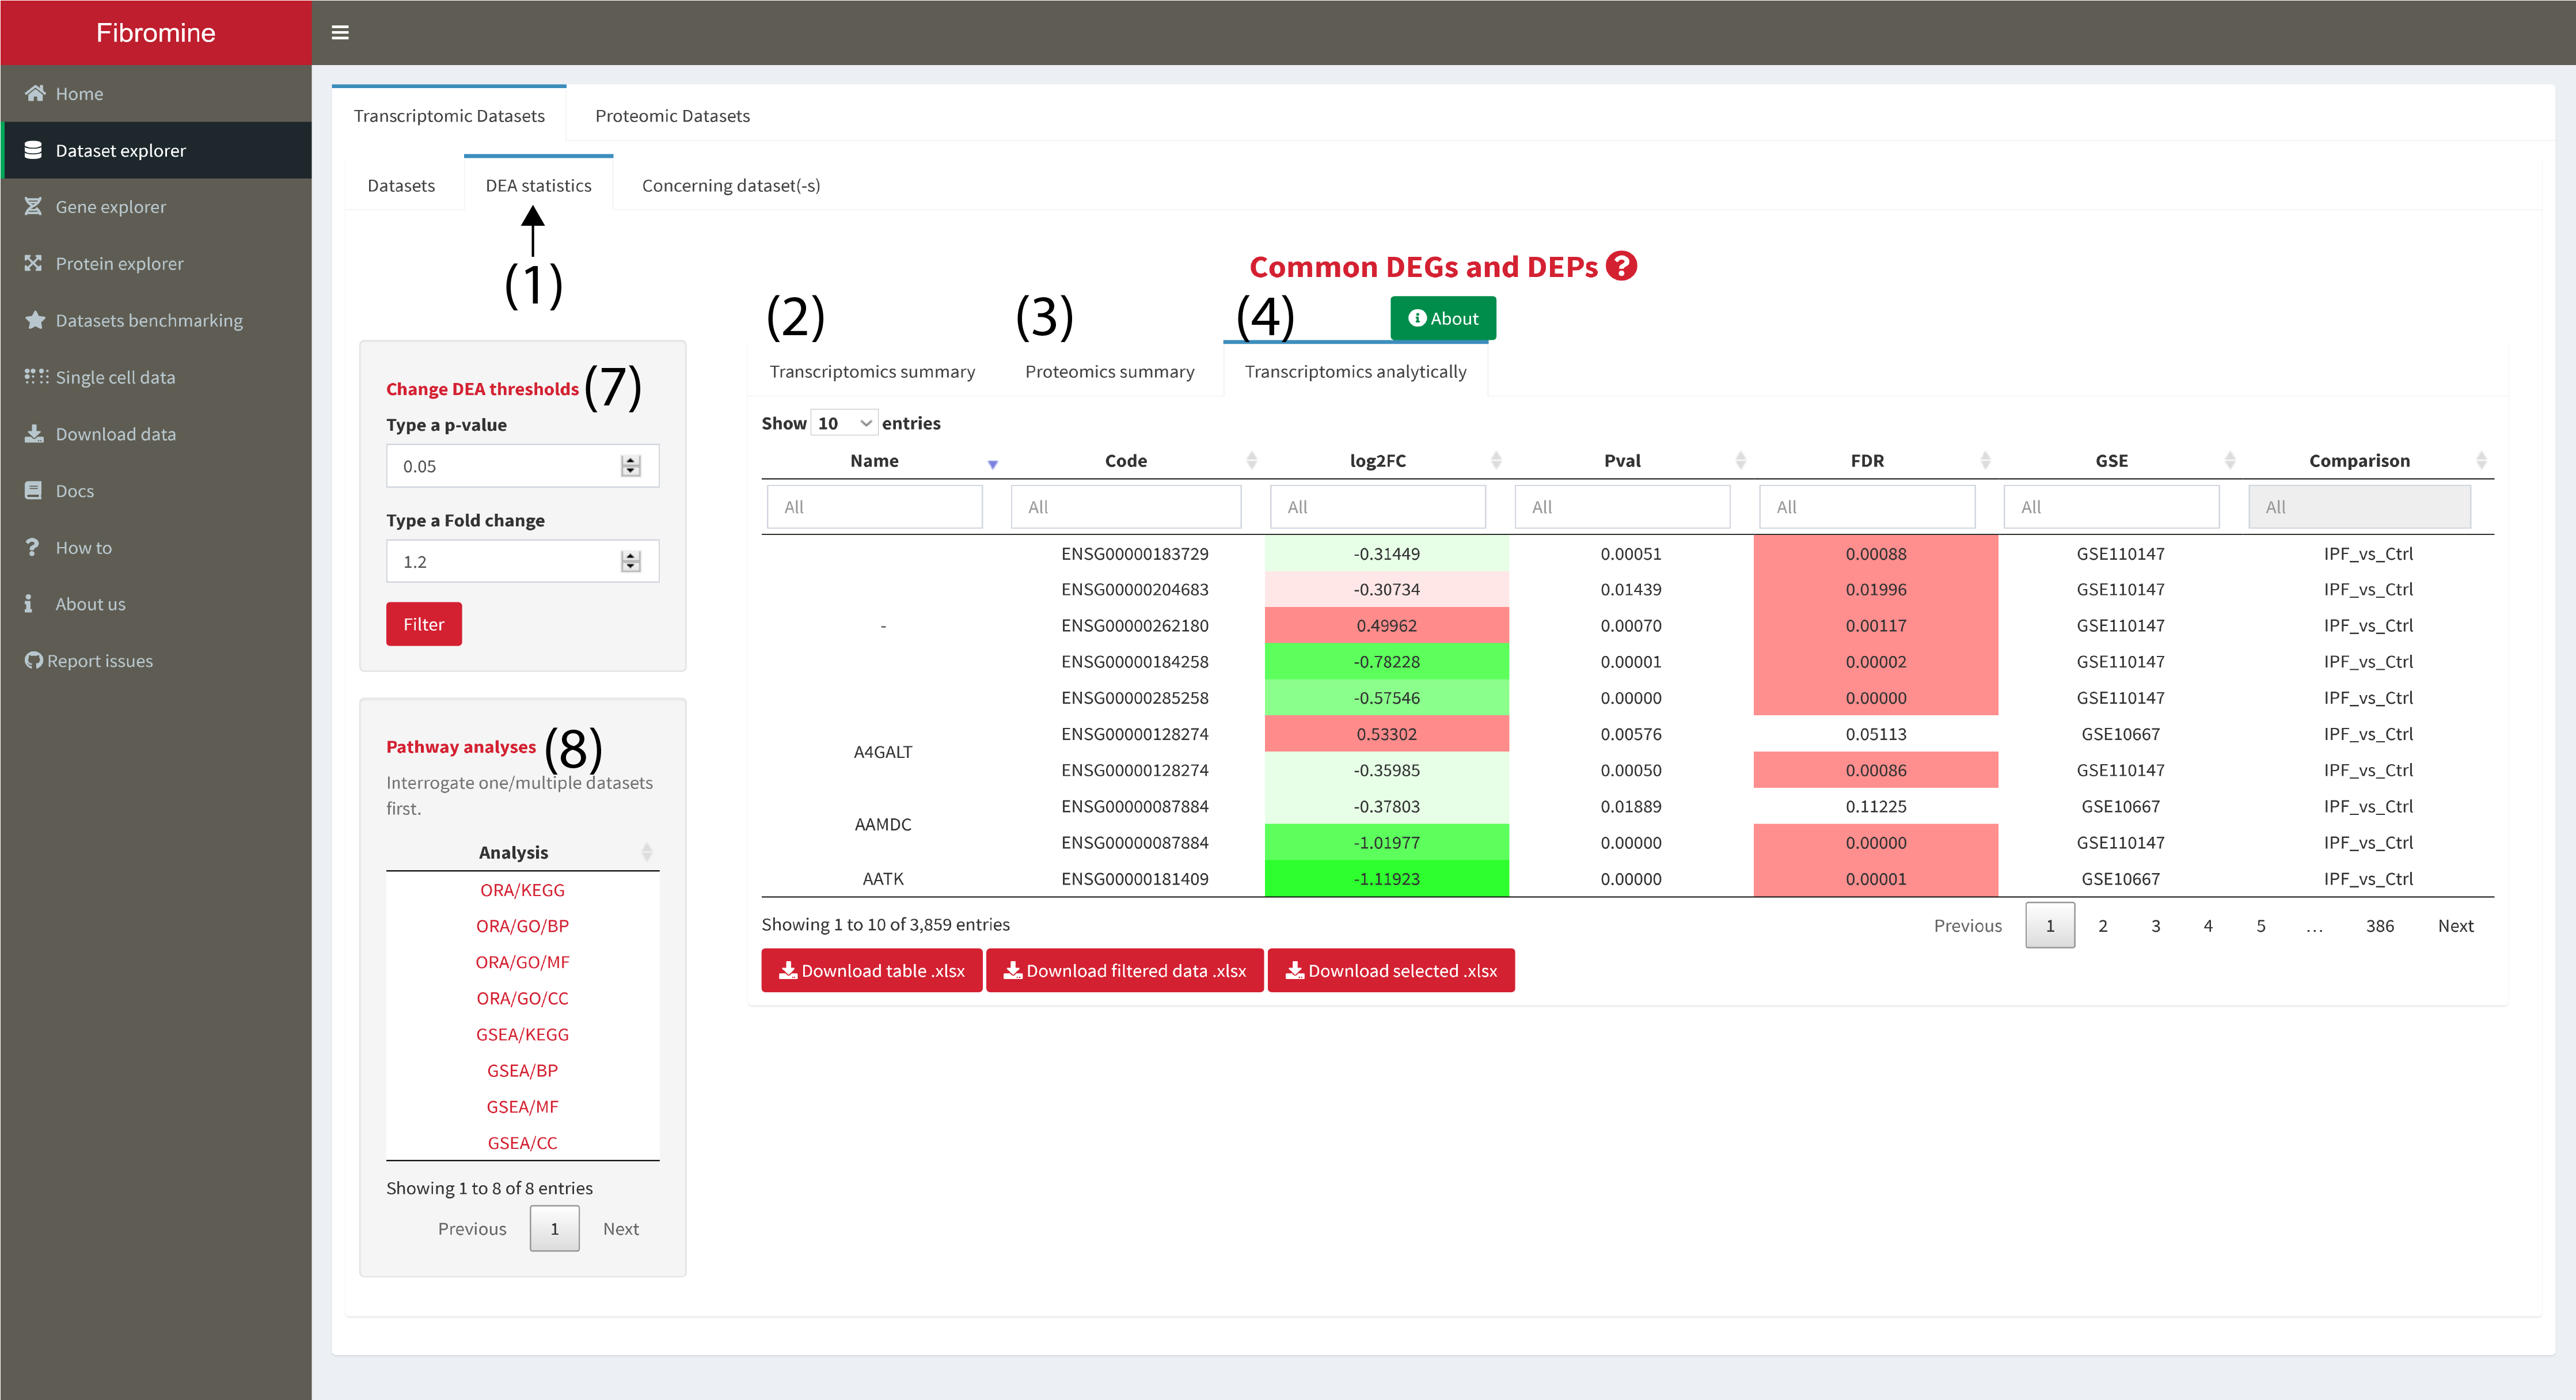 Fibromine
Home
Dataset explorer
Gene explorer
Protein explorer
Datasets benchmarking
Single cell data
Download data
Docs
How to
About us
Report issues
Transcriptomic Datasets Proteomic Datasets
Datasets DEA statistics Concerning dataset(-s)
(1)
Common DEGs and DEPs ?
(2) (3) (4) About
Transcriptomics summary Proteomics summary Transcriptomics analytically
Change DEA thresholds (7)
Type a p-value
0.05
Type a Fold change
1.2
Filter
Pathway analyses (8)
Interrogate one/multiple datasets
first.
Analysis
ORA/KEGG
ORA/GO/BP
ORA/GO/MF
ORA/GO/CC
GSEA/KEGG
GSEA/BP
GSEA/MF
GSEA/CC
Showing 1 to 8 of 8 entries
Previous 1 Next
Show 10 entries
Name Code log2FC Pval FDR GSE Comparison
All All All All All All All
ENSG00000183729 -0.31449 0.00051 0.00088 GSE110147 IPF_vs_Ctrl
ENSG00000204683 -0.30734 0.01439 0.01996 GSE110147 IPF_vs_Ctrl
- ENSG00000262180 0.49962 0.00070 0.00117 GSE110147 IPF_vs_Ctrl
ENSG00000184258 -0.78228 0.00001 0.00002 GSE110147 IPF_vs_Ctrl
ENSG00000285258 -0.57546 0.00000 0.00000 GSE110147 IPF_vs_Ctrl
A4GALT ENSG00000128274 0.53302 0.00576 0.05113 GSE10667 IPF_vs_Ctrl
ENSG00000128274 -0.35985 0.00050 0.00086 GSE110147 IPF_vs_Ctrl
AAMDC ENSG00000087884 -0.37803 0.01889 0.11225 GSE10667 IPF_vs_Ctrl
ENSG00000087884 -1.01977 0.00000 0.00000 GSE110147 IPF_vs_Ctrl
AATK ENSG00000181409 -1.11923 0.00000 0.00001 GSE10667 IPF_vs_Ctrl
Showing 1 to 10 of 3,859 entries Previous 1 2 3 4 5 … 386 Next
Download table .xlsx Download filtered data .xlsx Download selected .xlsx